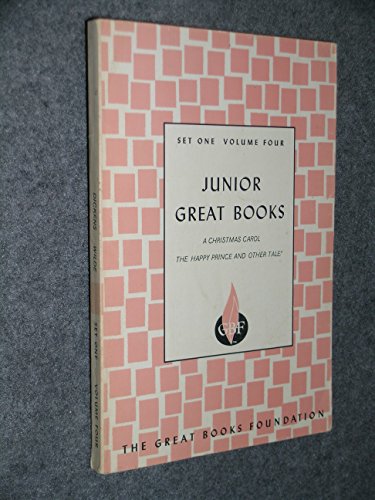 SET ONE VOLUME FOUR
JUNIOR
GREAT BOOKS
A CHRISTMAS CAROL
THE HAPPY PRINCE AND OTHER TALES
GBF
THE GREAT BOOKS FOUNDATION
DICKENS WILDE SET ONE VOLUME FOUR